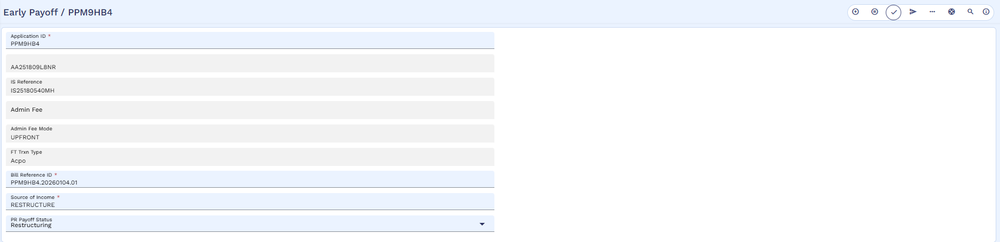 Early Payoff / PPM9HB4
Application ID *
PPM9HB4
AA251809L8NR
IS Reference
IS25180540MH
Admin Fee
Admin Fee Mode
UPFRONT
FT Trxn Type
Acpo
Bill Reference ID *
PPM9HB4.20260104.01
Source of Income *
RESTRUCTURE
PR Payoff Status
Restructuring